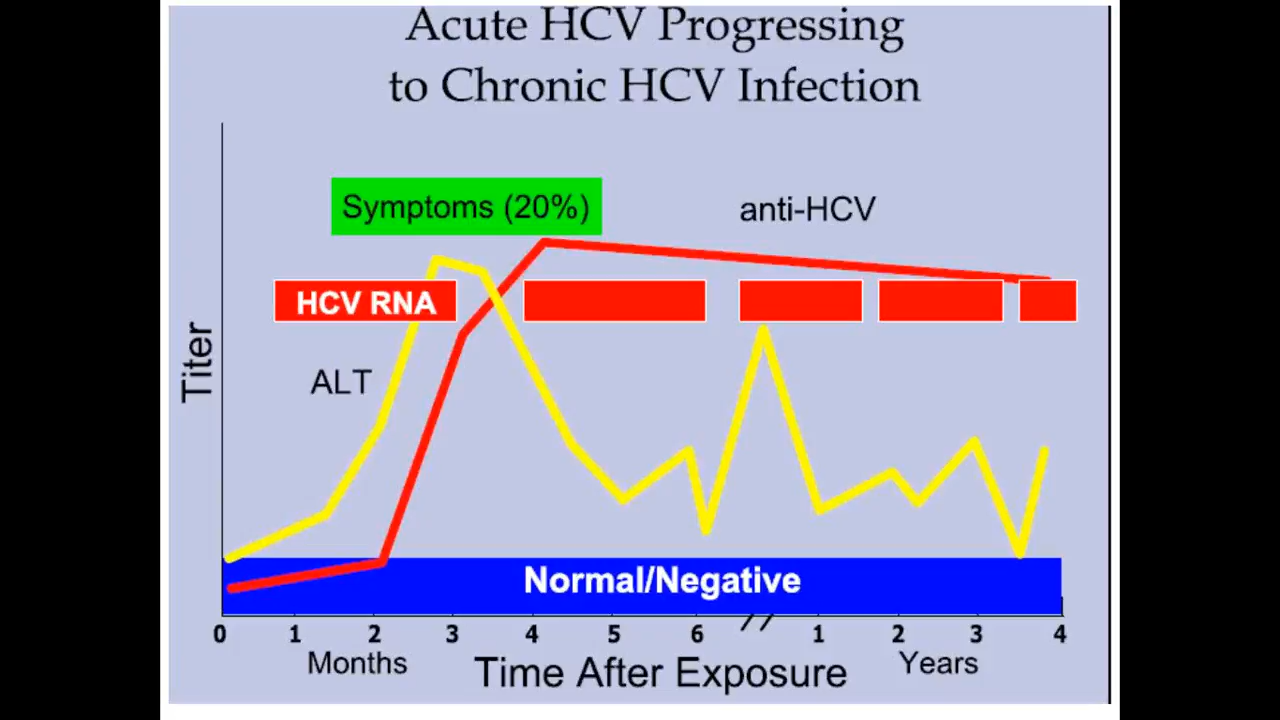 Acute HCV Progressing
to Chronic HCV Infection
Symptoms (20%)
anti-HCV
HCV RNA
ALT
Titer
Normal/Negative
0 1 2 3 4 5 6 // 1 2 3 4
Months Time After Exposure Years